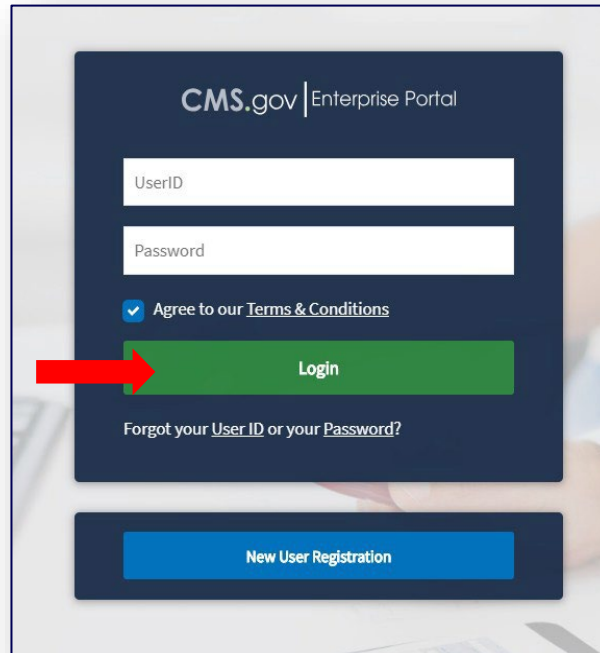 CMS.gov Enterprise Portal
UserID
Password
Agree to our Terms & Conditions
Login
Forgot your User ID or your Password?
New User Registration